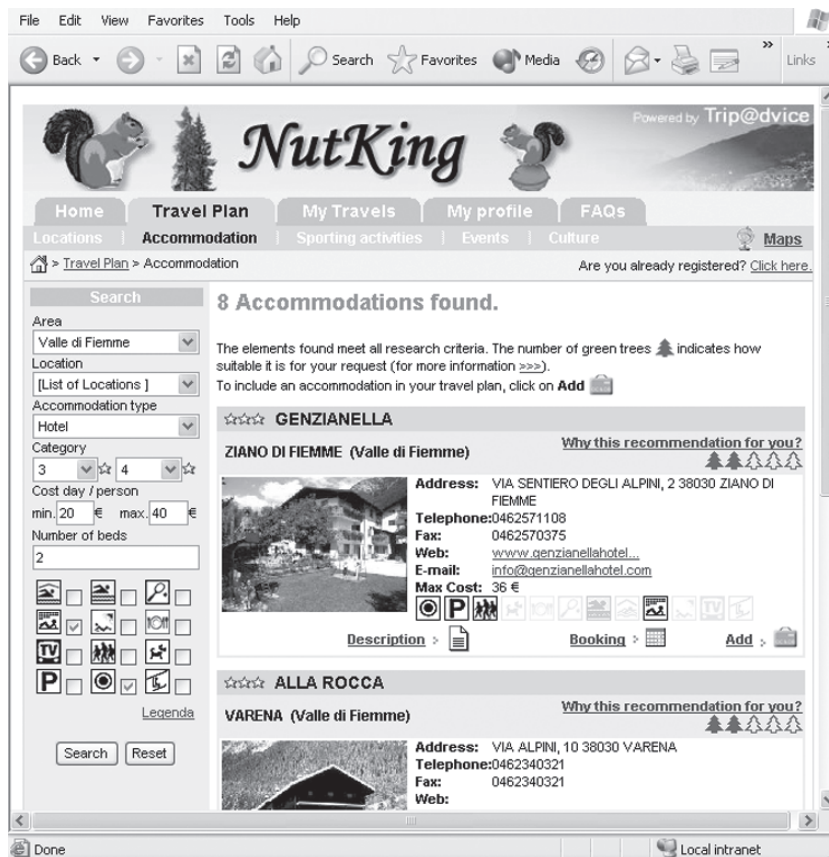 File Edit View Favorites Tools Help
Back Search Favorites Media » Links
NutKing
Powered by Trip@dvice
Home Travel Plan My Travels My profile FAQs
Locations | Accommodation | Sporting activities | Events | Culture Maps
> Travel Plan > Accommodation Are you already registered? Click here.
Search
Area
Valle di Fiemme
Location
[List of Locations ]
Accommodation type
Hotel
Category
3 4
Cost day / person
min. 20 € max. 40 €
Number of beds
2
TV
P
Legenda
Search Reset
8 Accommodations found.
The elements found meet all research criteria. The number of green trees indicates how
suitable it is for your request (for more information >>>).
To include an accommodation in your travel plan, click on Add
GENZIANELLA
ZIANO DI FIEMME (Valle di Fiemme) Why this recommendation for you?
Address: VIA SENTIERO DEGLI ALPINI, 2 38030 ZIANO DI
FIEMME
Telephone:0462571108
Fax: 0462570375
Web: www.genzianellahotel...
E-mail: info@genzianellahotel.com
Max Cost: 36 €
P TV
Description > Booking > Add >
ALLA ROCCA
VARENA (Valle di Fiemme) Why this recommendation for you?
Address: VIA ALPINI, 10 38030 VARENA
Telephone:0462340321
Fax: 0462340321
Web:
Done Local intranet